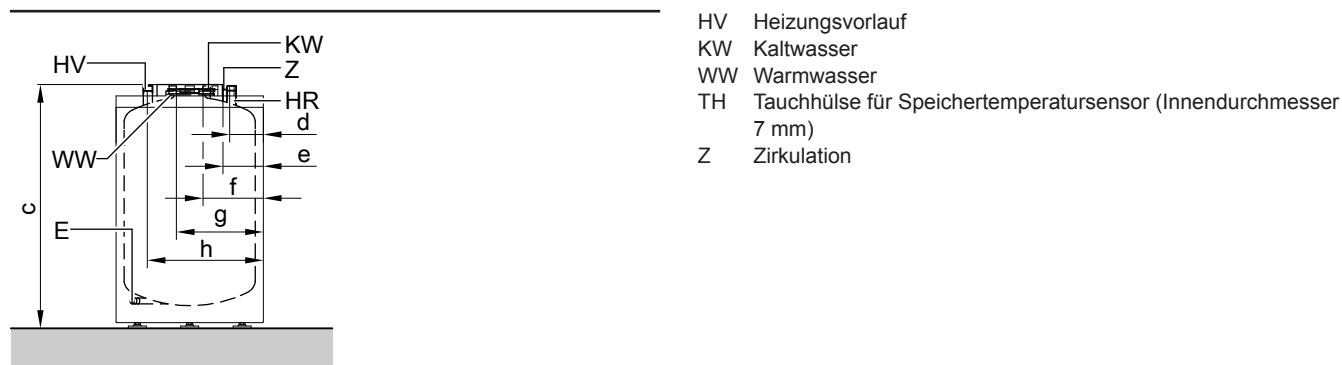 KW
HV
Z
HR
d
WW
e
f
c
g
E
h
HV Heizungsvorlauf
KW Kaltwasser
WW Warmwasser
TH Tauchhülse für Speichertemperatursensor (Innendurchmesser
7 mm)
Z Zirkulation